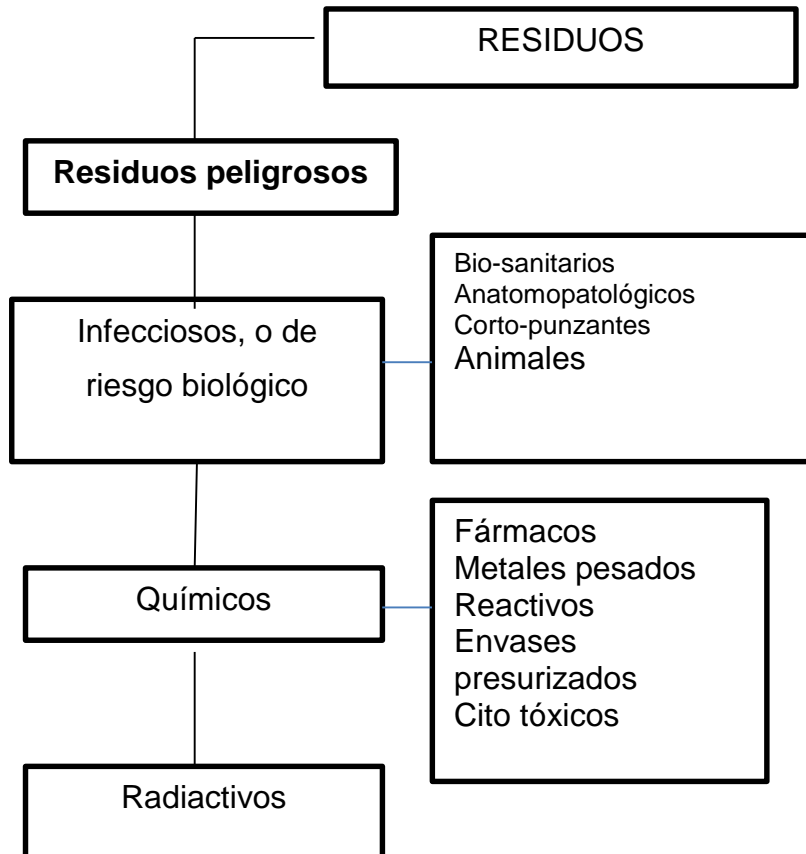 RESIDUOS
Residuos peligrosos
Infecciosos, o de
riesgo biológico
Bio-sanitarios
Anatomopatológicos
Corto-punzantes
Animales
Químicos
Fármacos
Metales pesados
Reactivos
Envases
presurizados
Cito tóxicos
Radiactivos